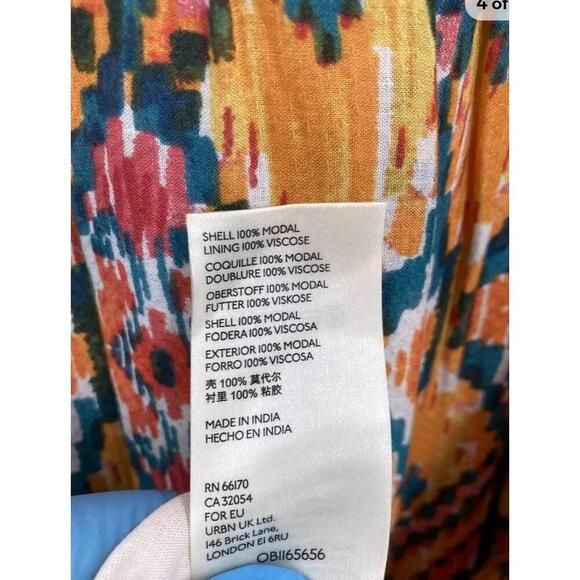 4 of
SHELL 100% MODAL
LINING 100% VISCOSE
COQUILLE 100% MODAL
DOUBLURE 100% VISCOSE
OBERSTOFF 100% MODAL
FUTTER 100% VISKOSE
SHELL 100% MODAL
FODERA 100% VISCOSA
EXTERIOR 100% MODAL
FORRO 100% VISCOSA
壳 100% 莫代尔
衬里 100% 粘胶
MADE IN INDIA
HECHO EN INDIA
RN 66170
CA 32054
FOR EU
URBN UK Ltd.
146 Brick Lane,
LONDON E1 6RU
OB1165656